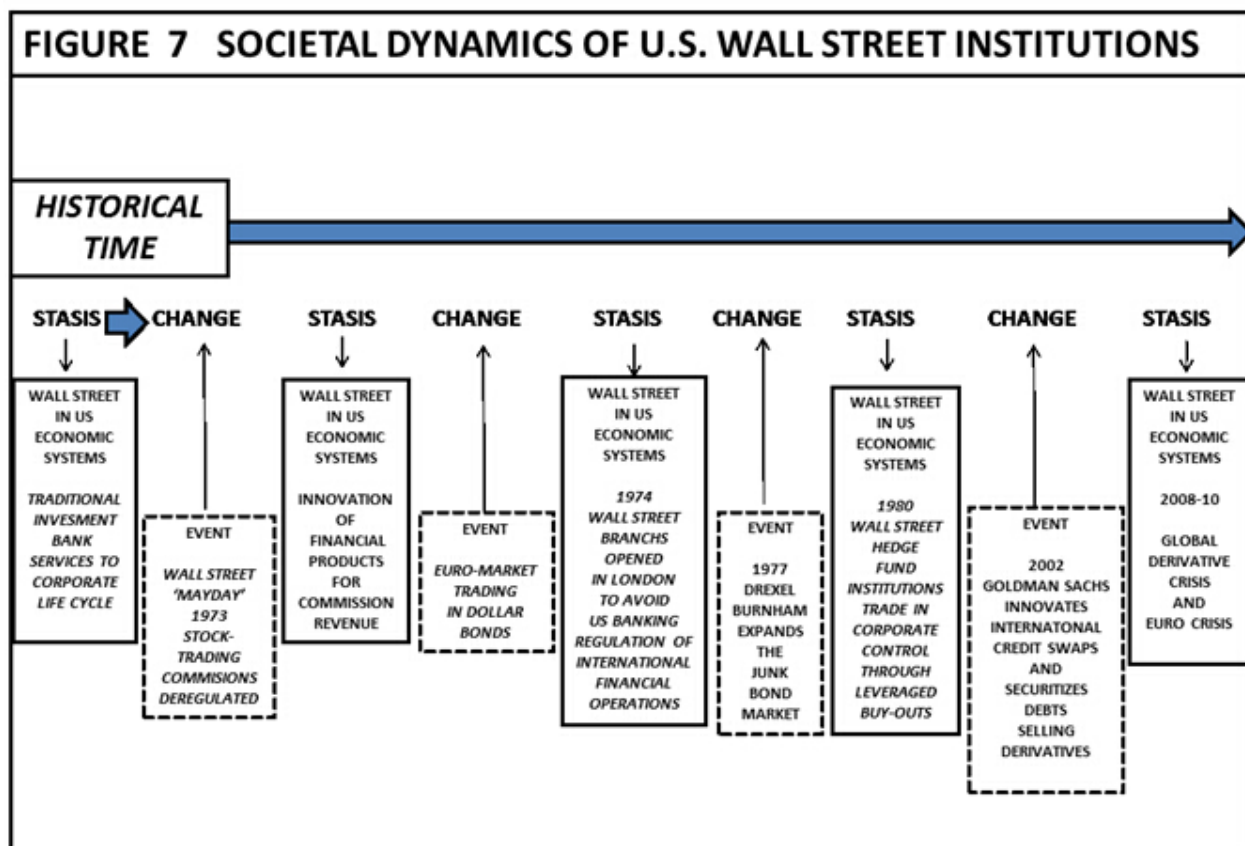 FIGURE 7 SOCIETAL DYNAMICS OF U.S. WALL STREET INSTITUTIONS
HISTORICAL
TIME
STASIS
CHANGE
STASIS
CHANGE
STASIS
CHANGE
STASIS
CHANGE
STASIS
WALL STREET
IN US
ECONOMIC
SYSTEMS
TRADITIONAL
INVESMENT
BANK
SERVICES TO
CORPORATE
LIFE CYCLE
EVENT
WALL STREET
'MAYDAY'
1973
STOCK-
TRADING
COMMISIONS
DEREGULATED
WALL STREET
IN US
ECONOMIC
SYSTEMS
INNOVATION
OF
FINANCIAL
PRODUCTS
FOR
COMMISSION
REVENUE
EVENT
EURO-MARKET
TRADING
IN DOLLAR
BONDS
WALL STREET
IN US
ECONOMIC
SYSTEMS
1974
WALL STREET
BRANCHS
OPENED
IN LONDON
TO AVOID
US BANKING
REGULATION OF
INTERNATIONAL
FINANCIAL
OPERATIONS
EVENT
1977
DREXEL
BURNHAM
EXPANDS
THE
JUNK
BOND
MARKET
WALL STREET
IN US
ECONOMIC
SYSTEMS
1980
WALL STREET
HEDGE
FUND
INSTITUTIONS
TRADE IN
CORPORATE
CONTROL
THROUGH
LEVERAGED
BUY-OUTS
EVENT
2002
GOLDMAN SACHS
INNOVATES
INTERNATONAL
CREDIT SWAPS
AND
SECURITIZES
DEBTS
SELLING
DERIVATIVES
WALL STREET
IN US
ECONOMIC
SYSTEMS
2008-10
GLOBAL
DERIVATIVE
CRISIS
AND
EURO CRISIS